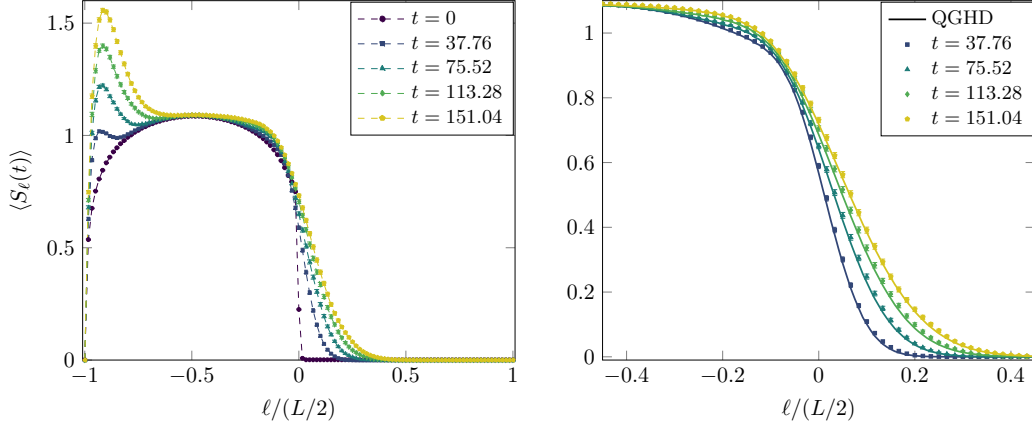 1.5
1
0.5
0
−1
−0.5
0
0.5
1
⟨S_ℓ(t)⟩
ℓ/(L/2)
t = 0
t = 37.76
t = 75.52
t = 113.28
t = 151.04
1
0.8
0.6
0.4
0.2
0
−0.4
−0.2
0
0.2
0.4
ℓ/(L/2)
QGHD
t = 37.76
t = 75.52
t = 113.28
t = 151.04